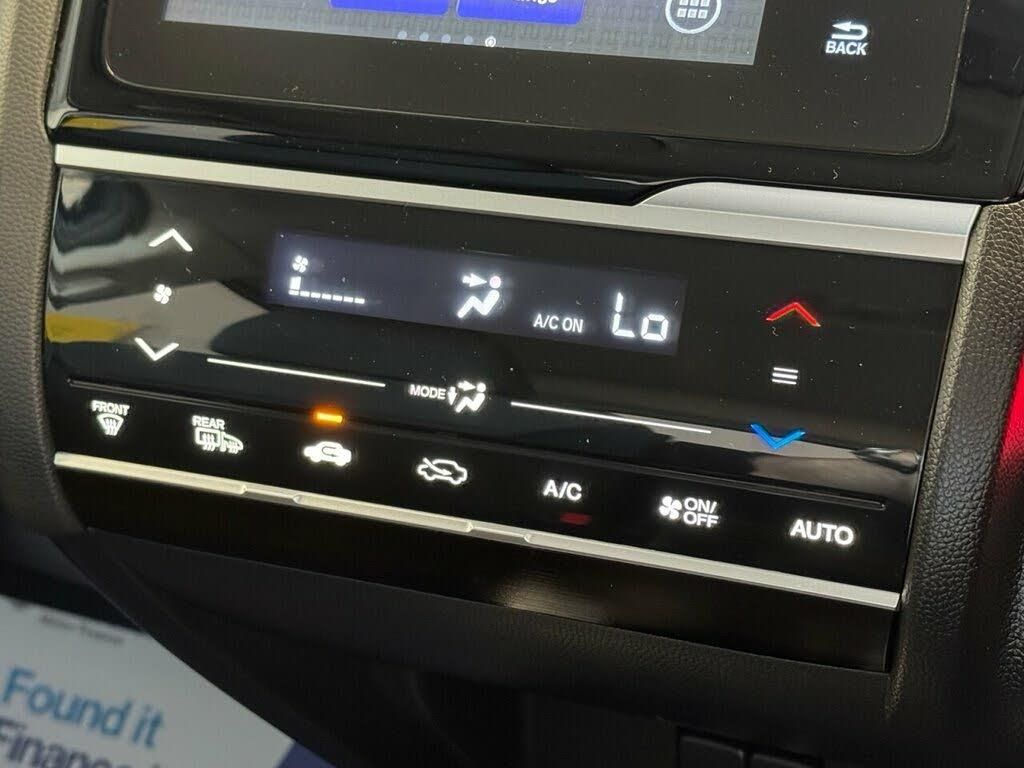 BACK
A/C ON
Lo
MODE
FRONT
REAR
A/C
ON/
OFF
AUTO
Found it